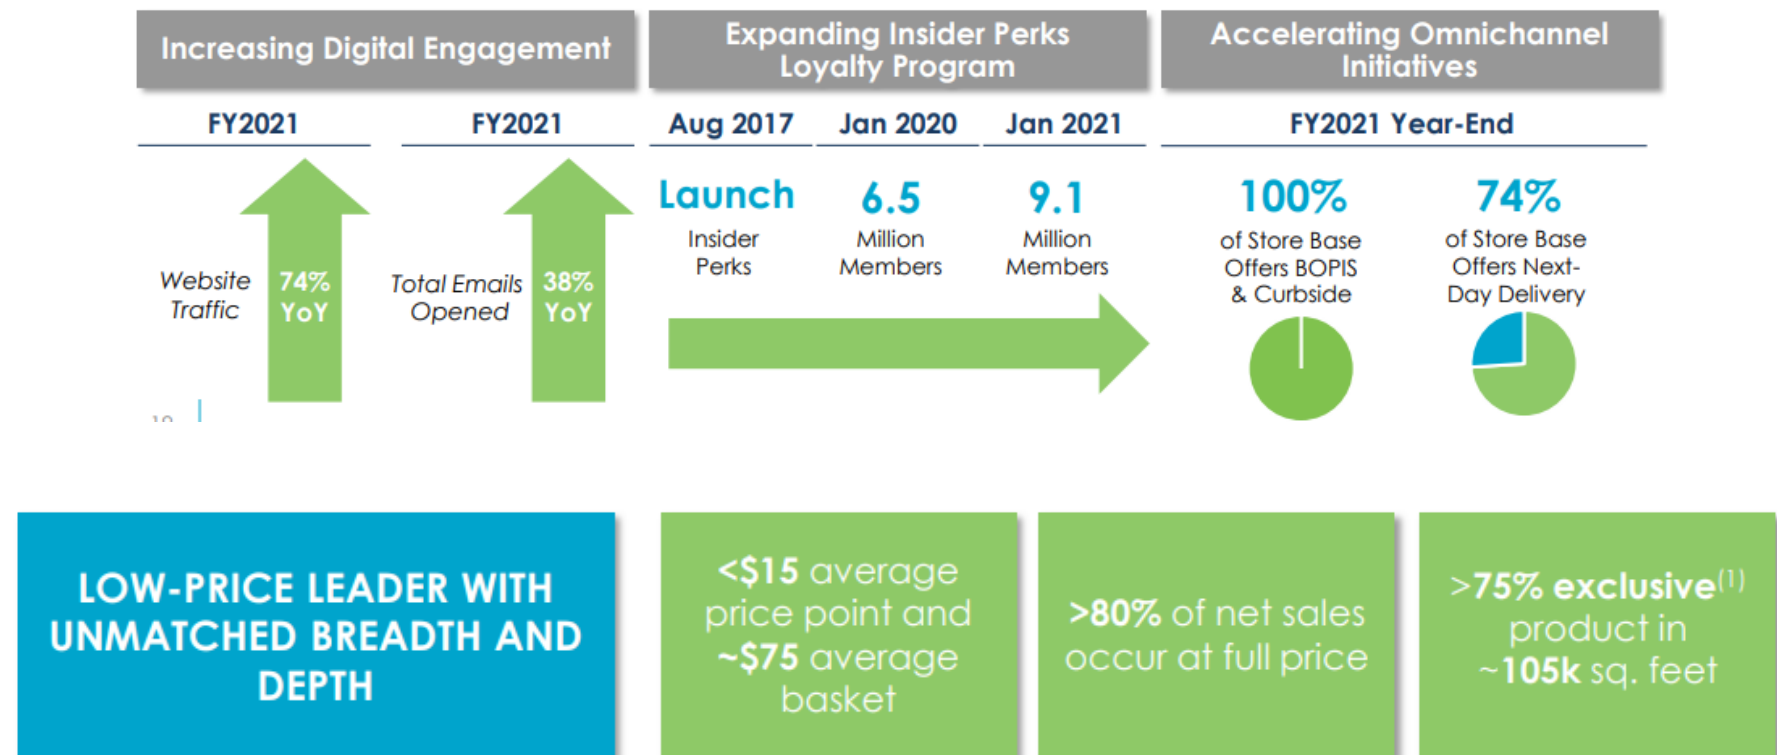 Increasing Digital Engagement
Expanding Insider Perks
Loyalty Program
Accelerating Omnichannel
Initiatives
FY2021
FY2021
Aug 2017
Jan 2020
Jan 2021
FY2021 Year-End
Website
Traffic
74%
YoY
Total Emails
Opened
38%
YoY
Launch
Insider
Perks
6.5
Million
Members
9.1
Million
Members
100%
of Store Base
Offers BOPIS
& Curbside
74%
of Store Base
Offers Next-
Day Delivery
LOW-PRICE LEADER WITH
UNMATCHED BREADTH AND
DEPTH
<$15 average
price point and
~$75 average
basket
>80% of net sales
occur at full price
>75% exclusive(1)
product in
~105k sq. feet